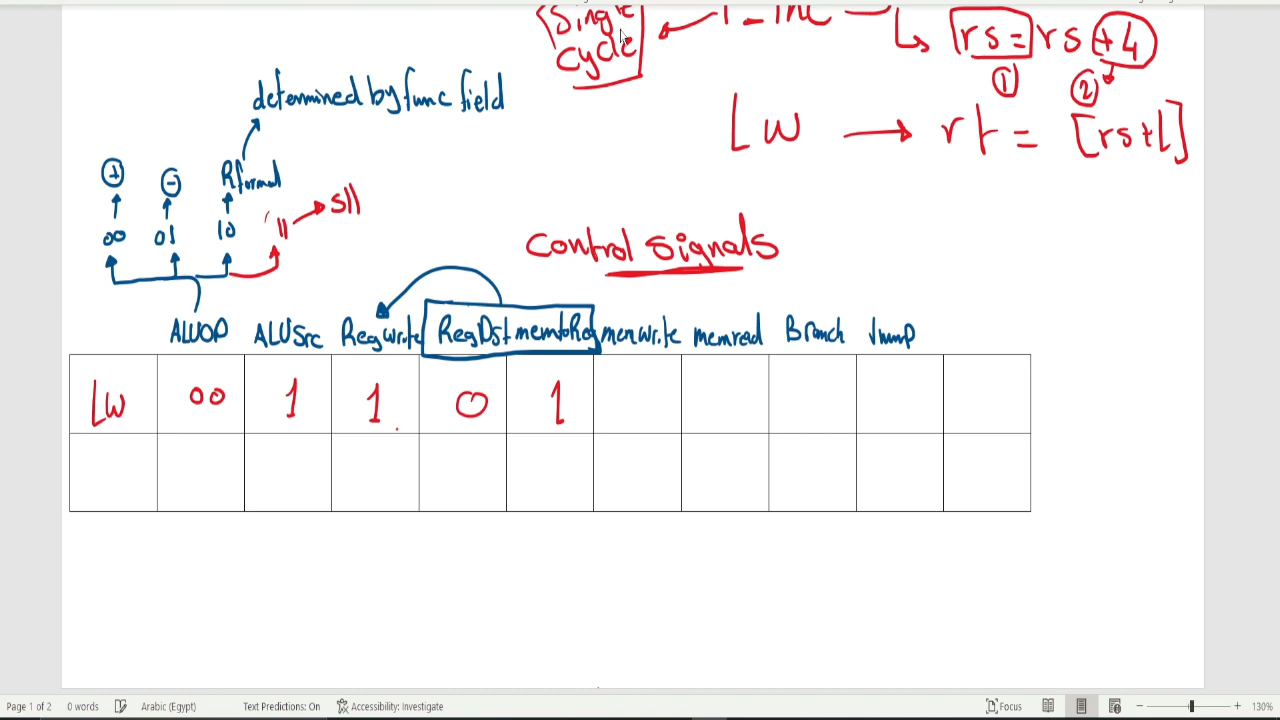 Single
cycle
rs = rs + 4
① ②
Lw → rt = [rs+L]
determined by func field
+ - Rformat
00 01 10 11 → sll
Control signals
ALUOP ALUSrc RegWrite RegDst memtoReg memwrite memread Branch Jump
Lw 00 1 1 0 1
Page 1 of 2 0 words Arabic (Egypt) Text Predictions: On Accessibility: Investigate Focus 130%